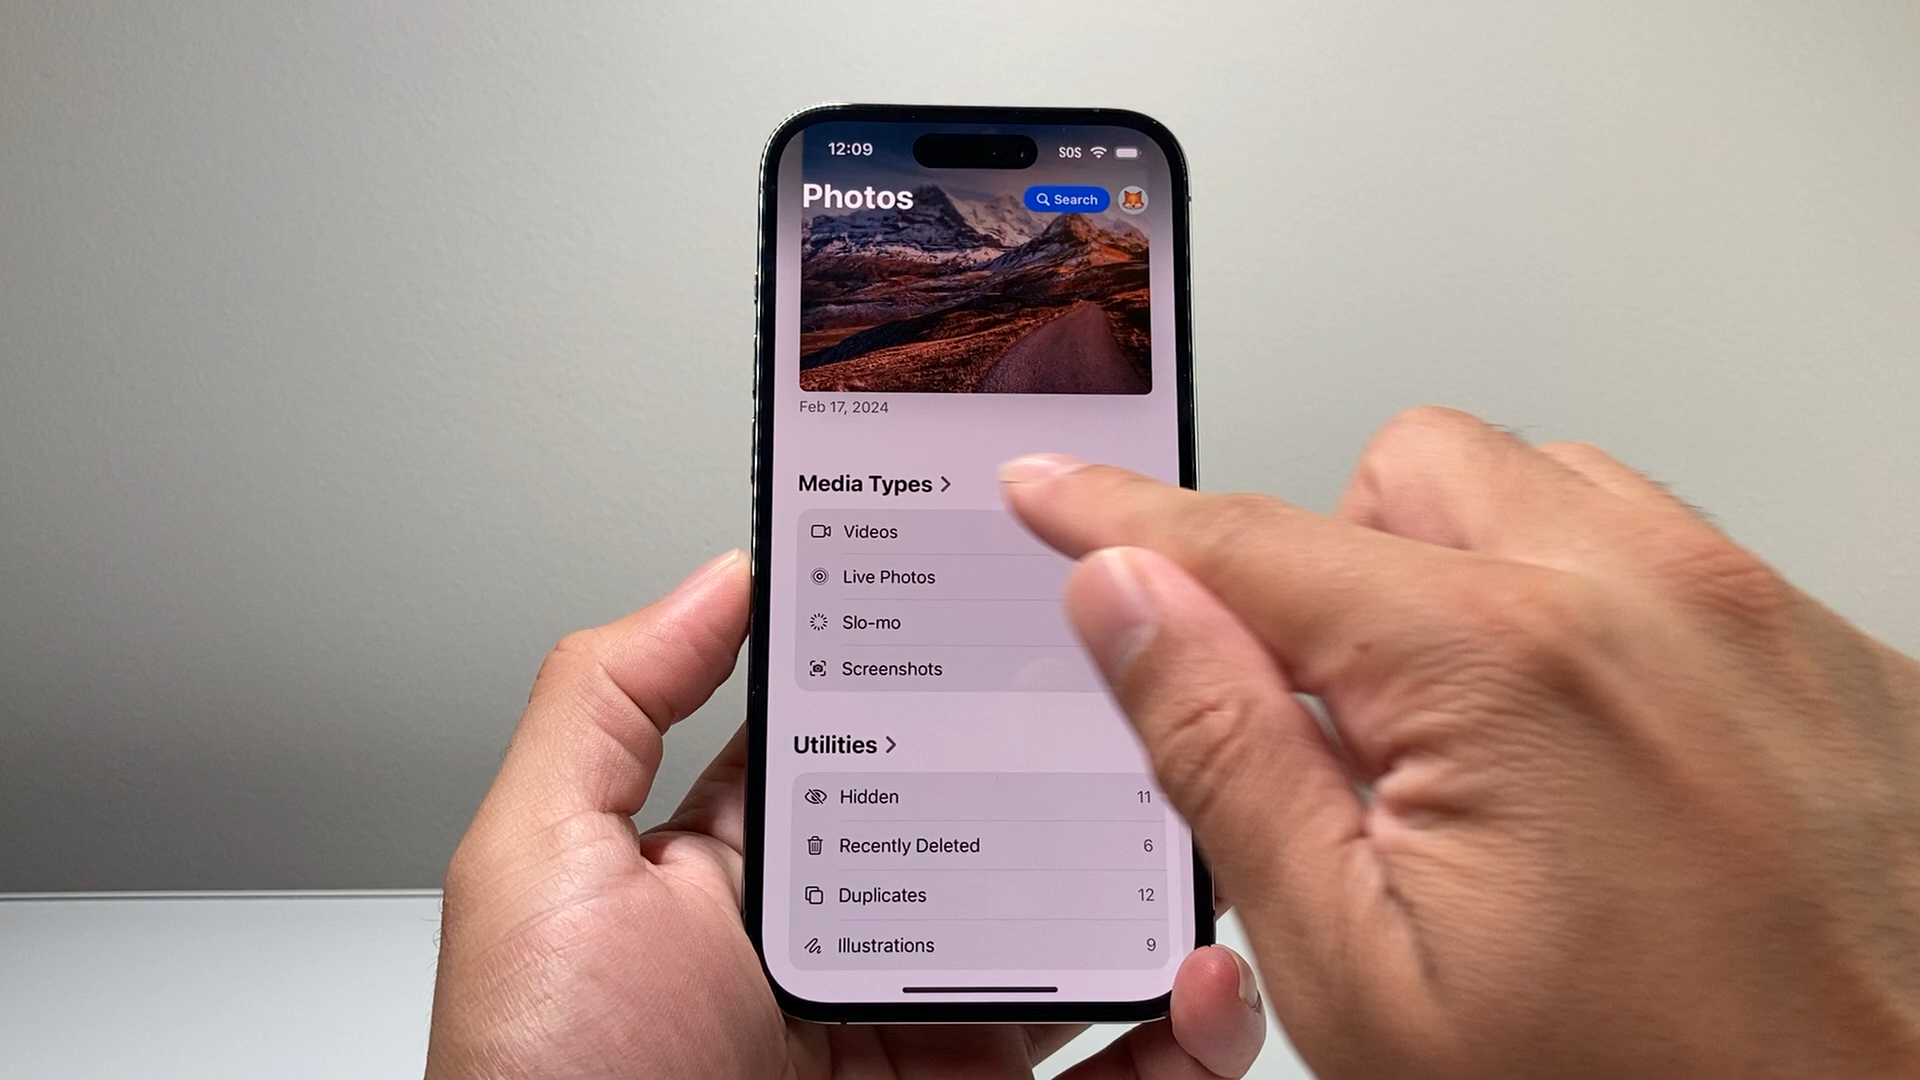 12:09 SOS
Photos Search
Feb 17, 2024
Media Types >
Videos
Live Photos
Slo-mo
Screenshots
Utilities >
Hidden 11
Recently Deleted 6
Duplicates 12
Illustrations 9